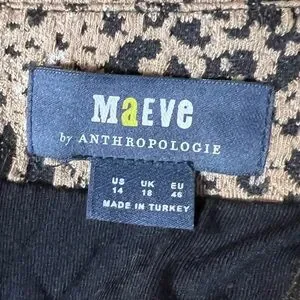 MaEVe
by ANTHROPOLOGIE
US UK EU
14 18 46
MADE IN TURKEY